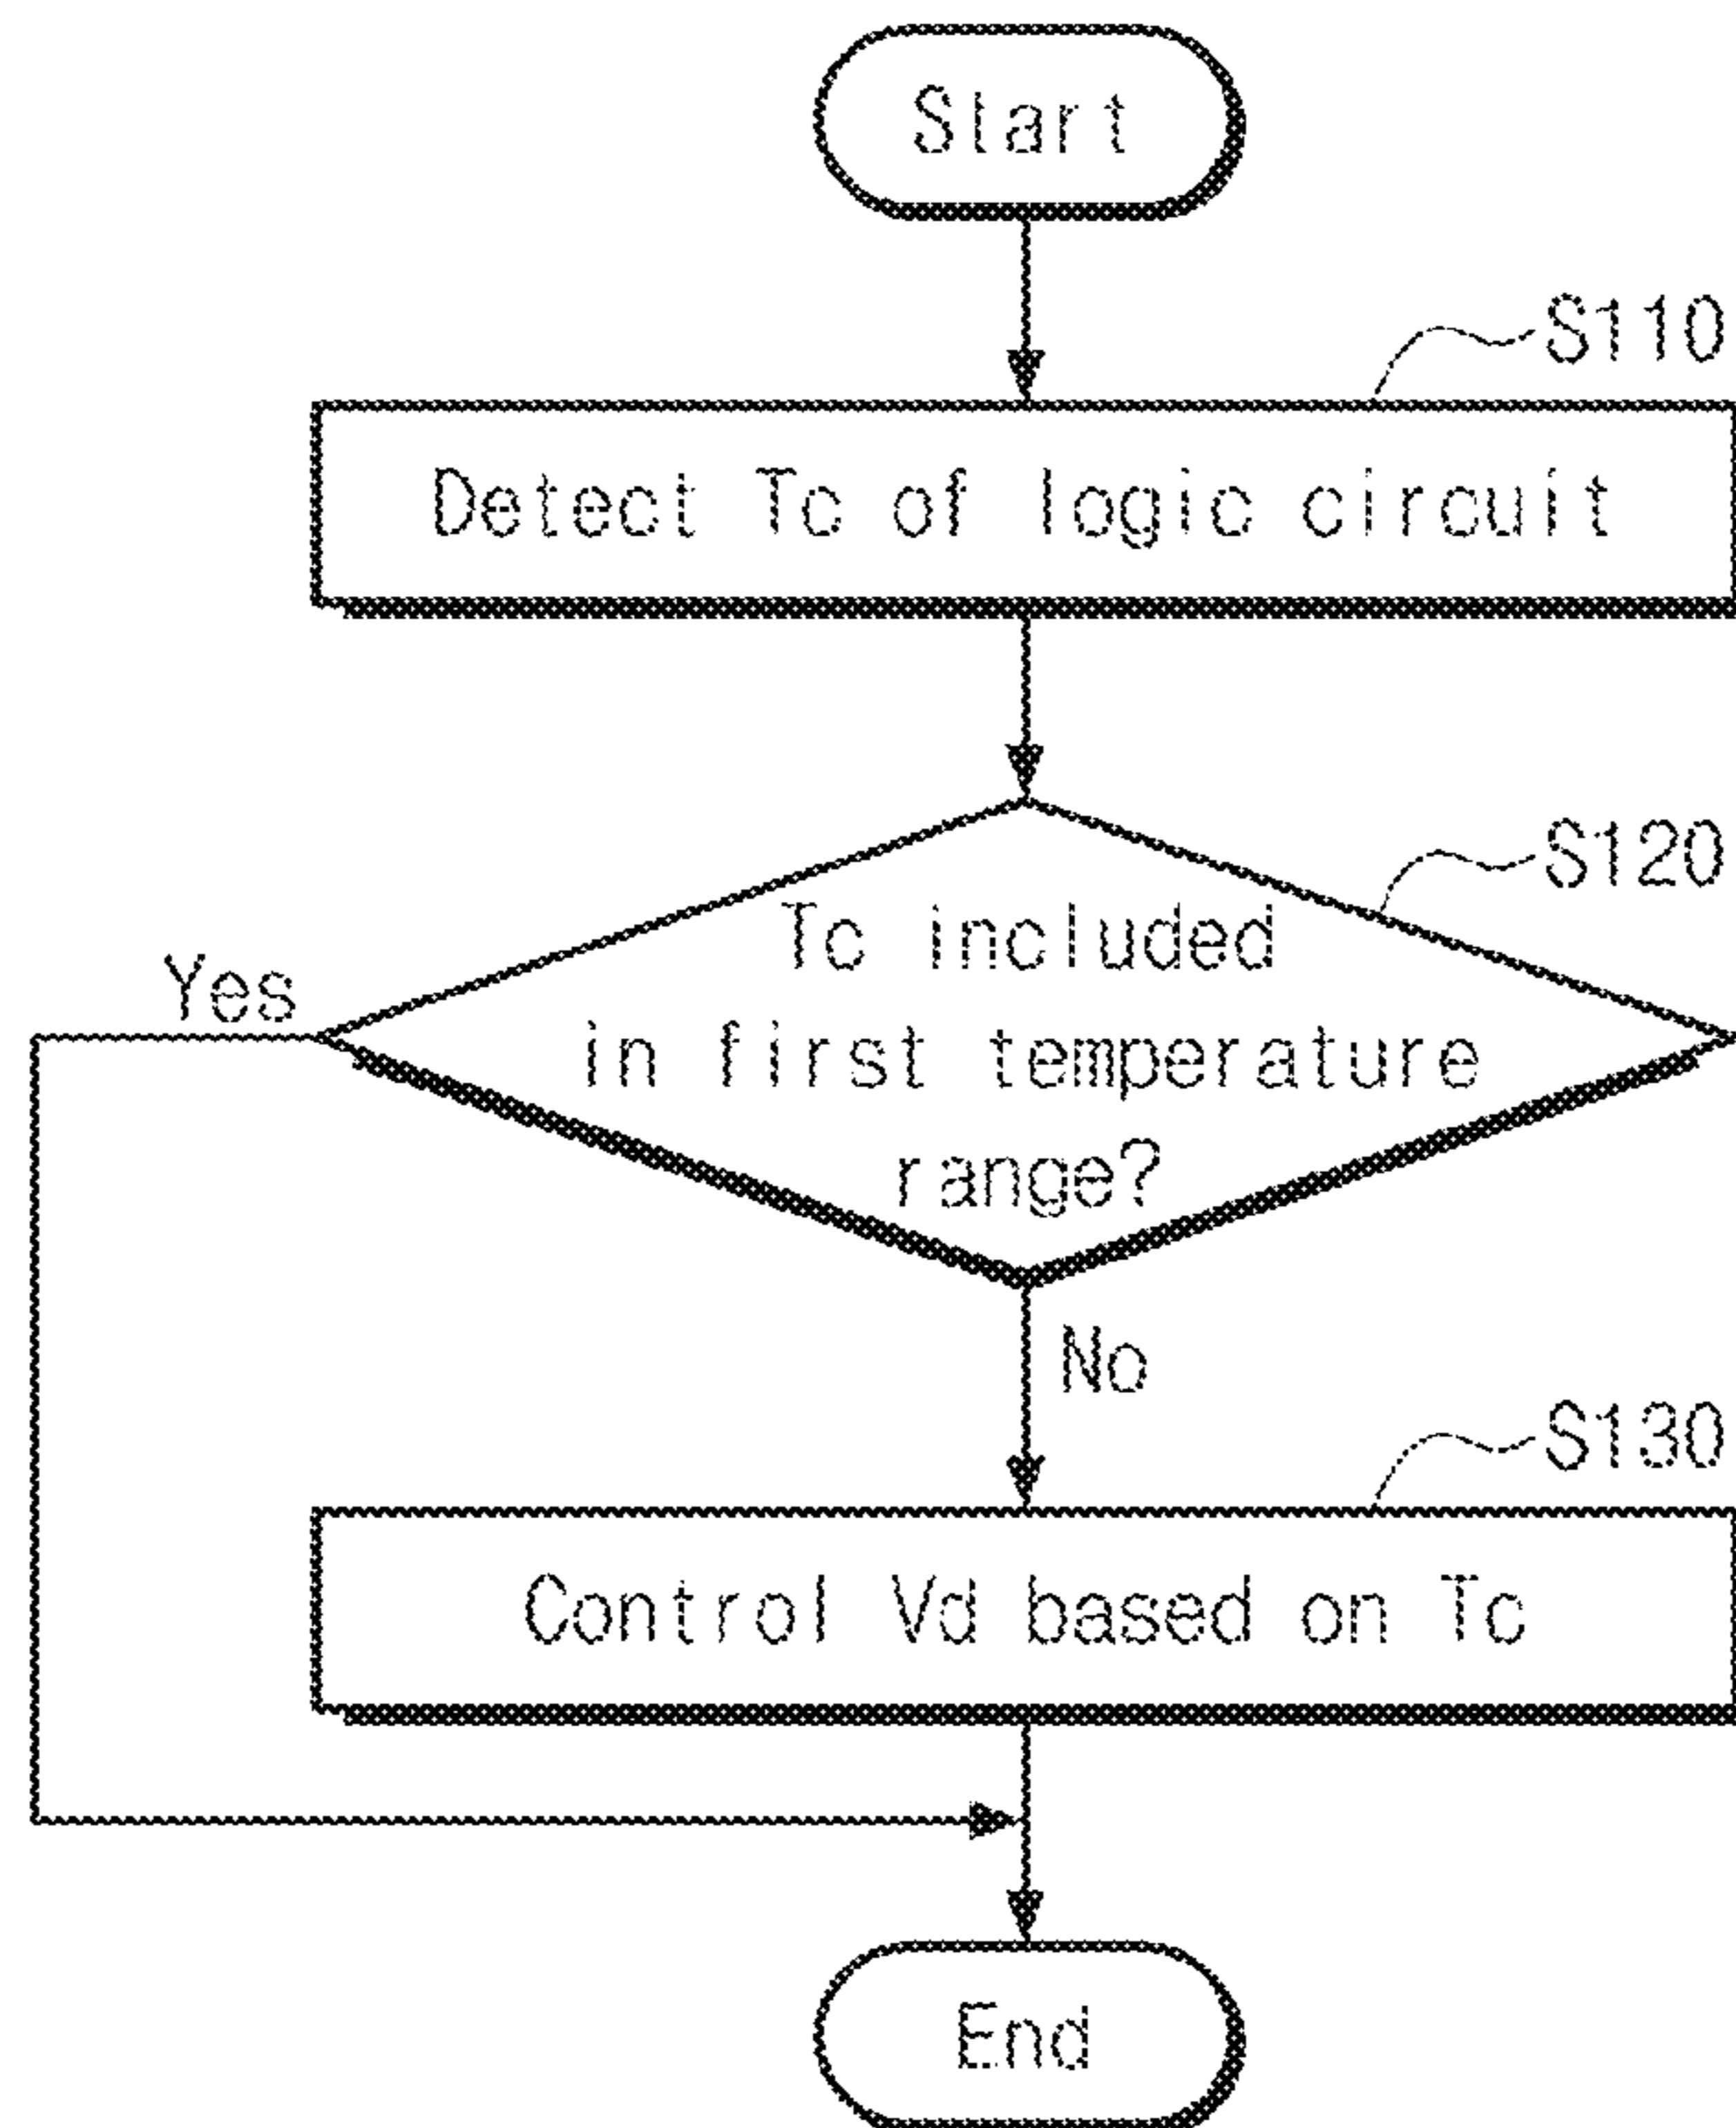 Start
S110
Detect Tc of logic circuit
S120
Tc included
Yes
in first temperature
range?
No
S130
Control Vd based on Tc
End